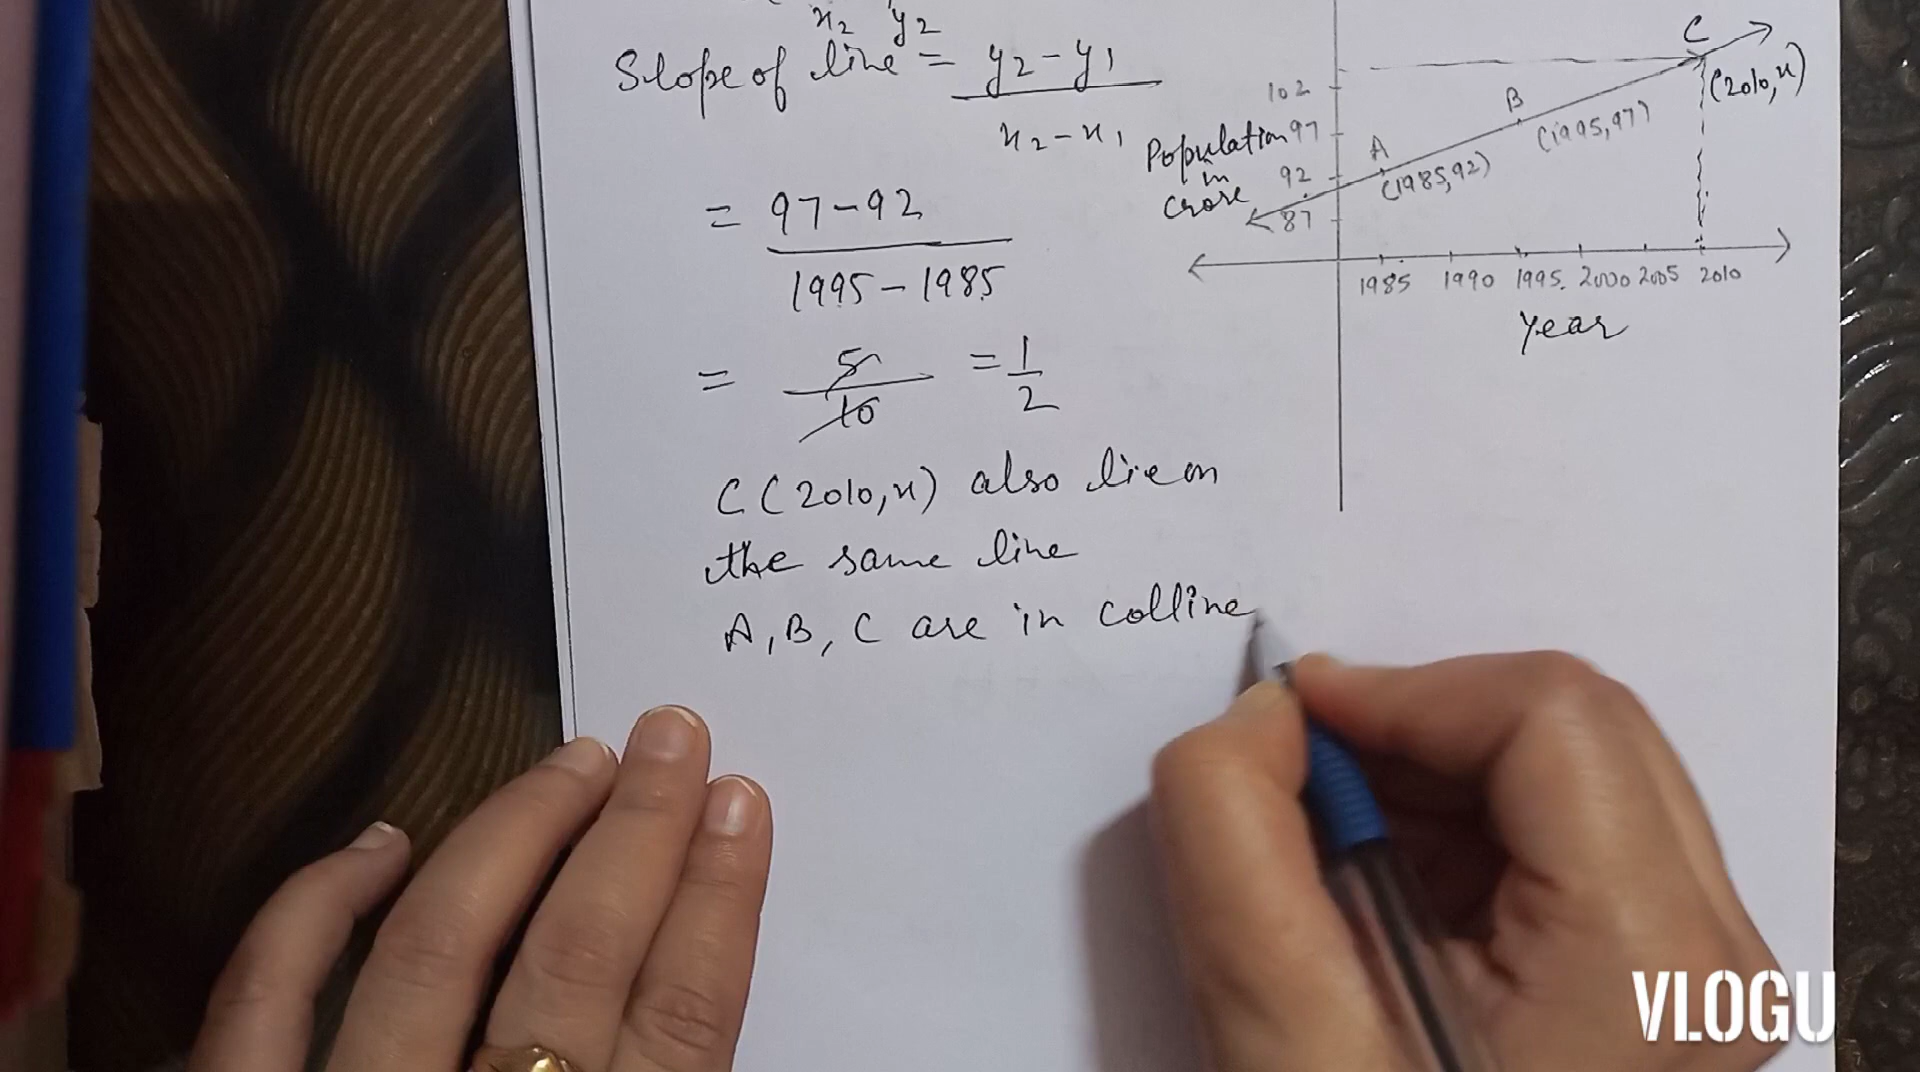 x₂ y₂
Slope of line = y₂ - y₁
x₂ - x₁
= 97 - 92
1995 - 1985
= 5 = 1
10 2
C (2010, x) also lie on
the same line
A, B, C are in colline
C
(2010, x)
102
B
(1995, 97)
Population 97
in
crore
A
(1985, 92)
92
87
1985 1990 1995 2000 2005 2010
Year
VLOGU